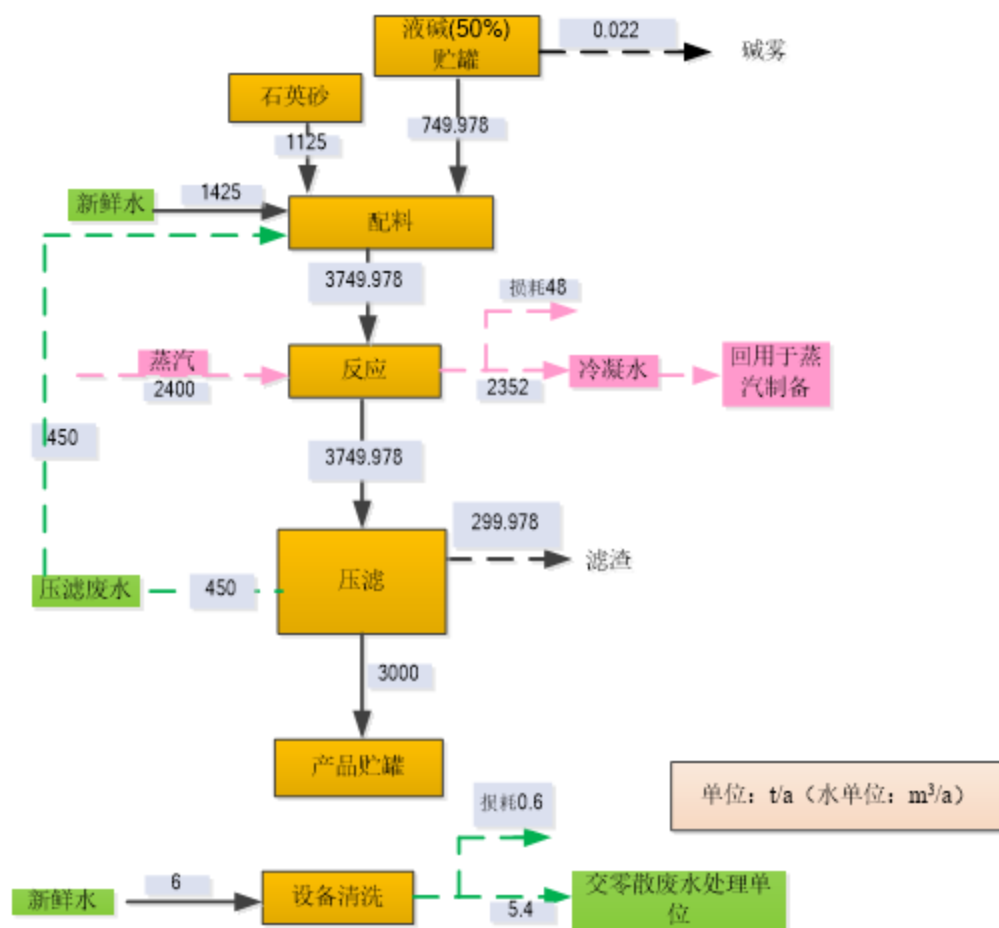 液碱(50%)
贮罐
0.022
碱雾
石英砂
1125
749.978
新鲜水
1425
配料
3749.978
损耗48
蒸汽
2400
反应
2352
冷凝水
回用于蒸
汽制备
450
3749.978
299.978
滤渣
压滤
压滤废水
450
3000
产品贮罐
单位：t/a（水单位：m³/a）
损耗0.6
新鲜水
6
设备清洗
5.4
交零散废水处理单
位